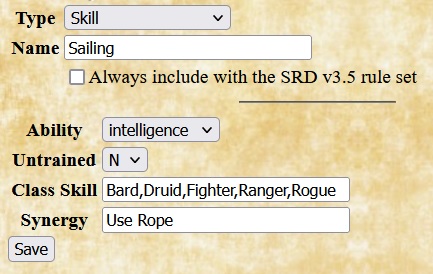 Type Skill
Name Sailing
Always include with the SRD v3.5 rule set
Ability intelligence
Untrained N
Class Skill Bard,Druid,Fighter,Ranger,Rogue
Synergy Use Rope
Save